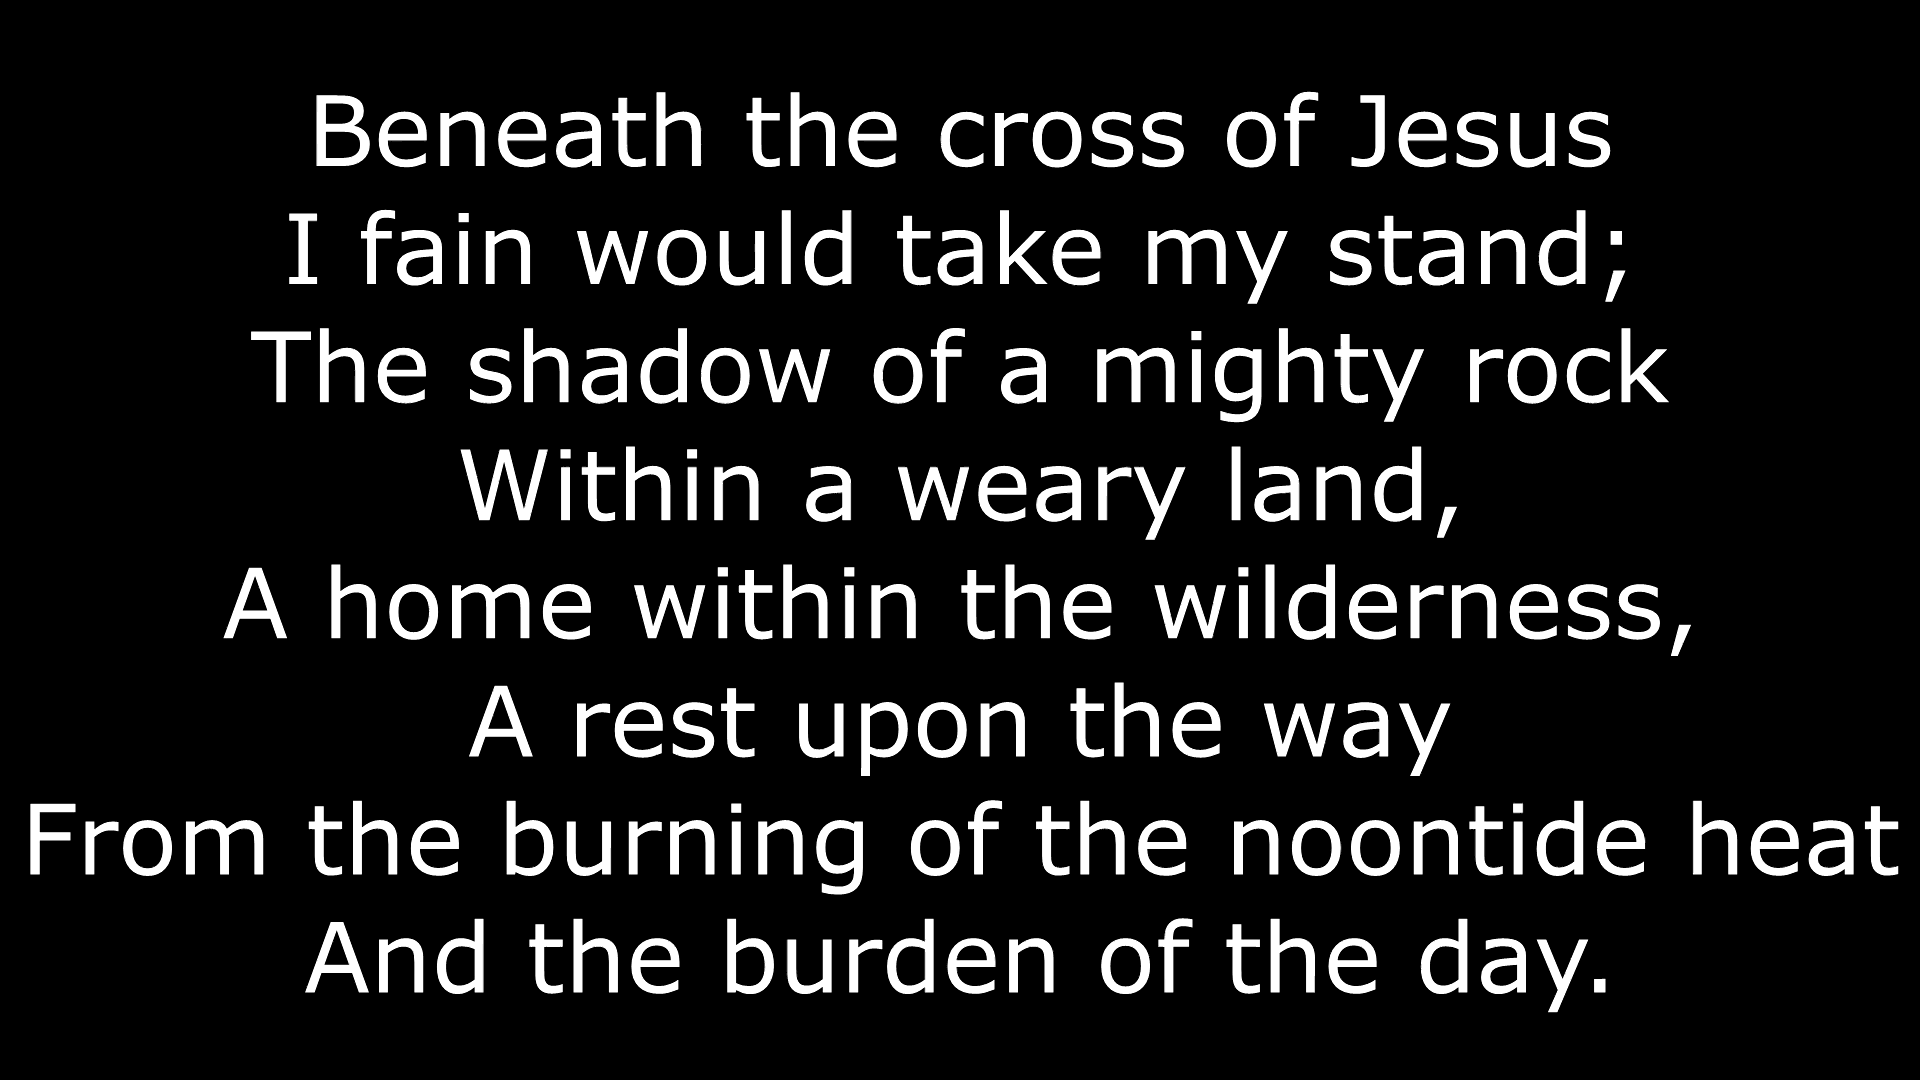 Beneath the cross of Jesus
I fain would take my stand;
The shadow of a mighty rock
Within a weary land,
A home within the wilderness,
A rest upon the way
From the burning of the noontide heat
And the burden of the day.